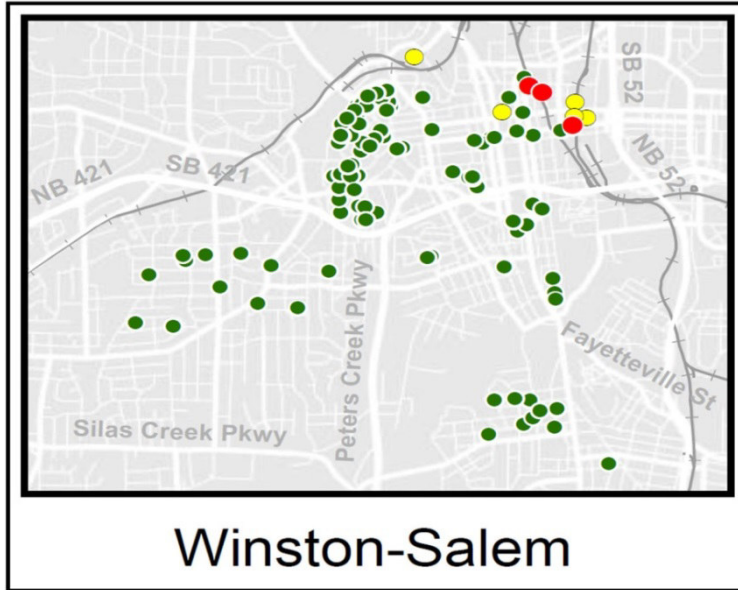 SB 52
NB 52
NB 421
SB 421
Peters Creek Pkwy
Fayetteville St
Silas Creek Pkwy
Winston-Salem